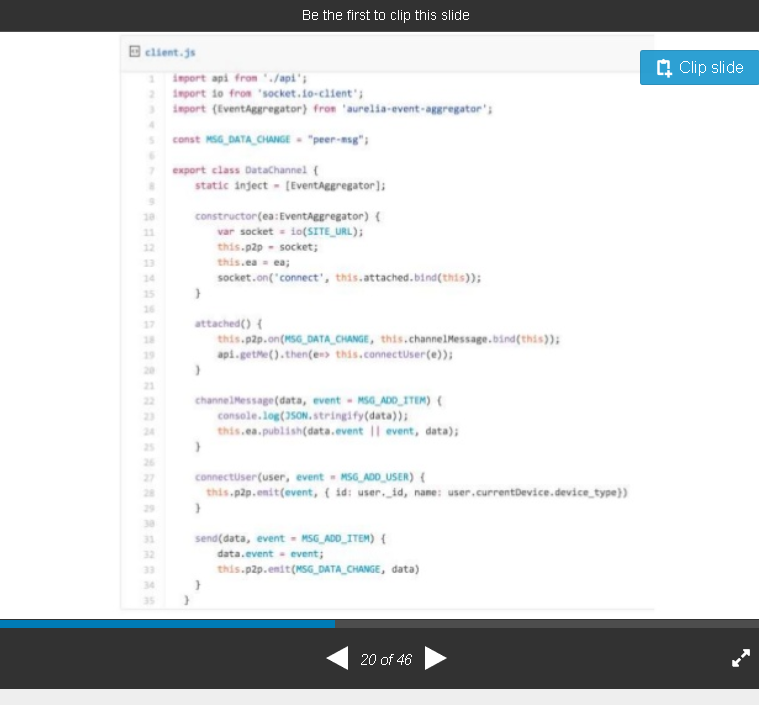 Be the first to clip this slide
client.js
Clip slide
1 import api from './api';
2 import io from 'socket.io-client';
3 import {EventAggregator} from 'aurelia-event-aggregator';
4
5 const MSG_DATA_CHANGE = "peer-msg";
6
7 export class DataChannel {
8 static inject = [EventAggregator];
9
10 constructor(ea:EventAggregator) {
11 var socket = io(SITE_URL);
12 this.p2p = socket;
13 this.ea = ea;
14 socket.on('connect', this.attached.bind(this));
15 }
16
17 attached() {
18 this.p2p.on(MSG_DATA_CHANGE, this.channelMessage.bind(this));
19 api.getMe().then(e=> this.connectUser(e));
20 }
21
22 channelMessage(data, event = MSG_ADD_ITEM) {
23 console.log(JSON.stringify(data));
24 this.ea.publish(data.event || event, data);
25 }
26
27 connectUser(user, event = MSG_ADD_USER) {
28 this.p2p.emit(event, { id: user._id, name: user.currentDevice.device_type})
29 }
30
31 send(data, event = MSG_ADD_ITEM) {
32 data.event = event;
33 this.p2p.emit(MSG_DATA_CHANGE, data)
34 }
35 }
20 of 46